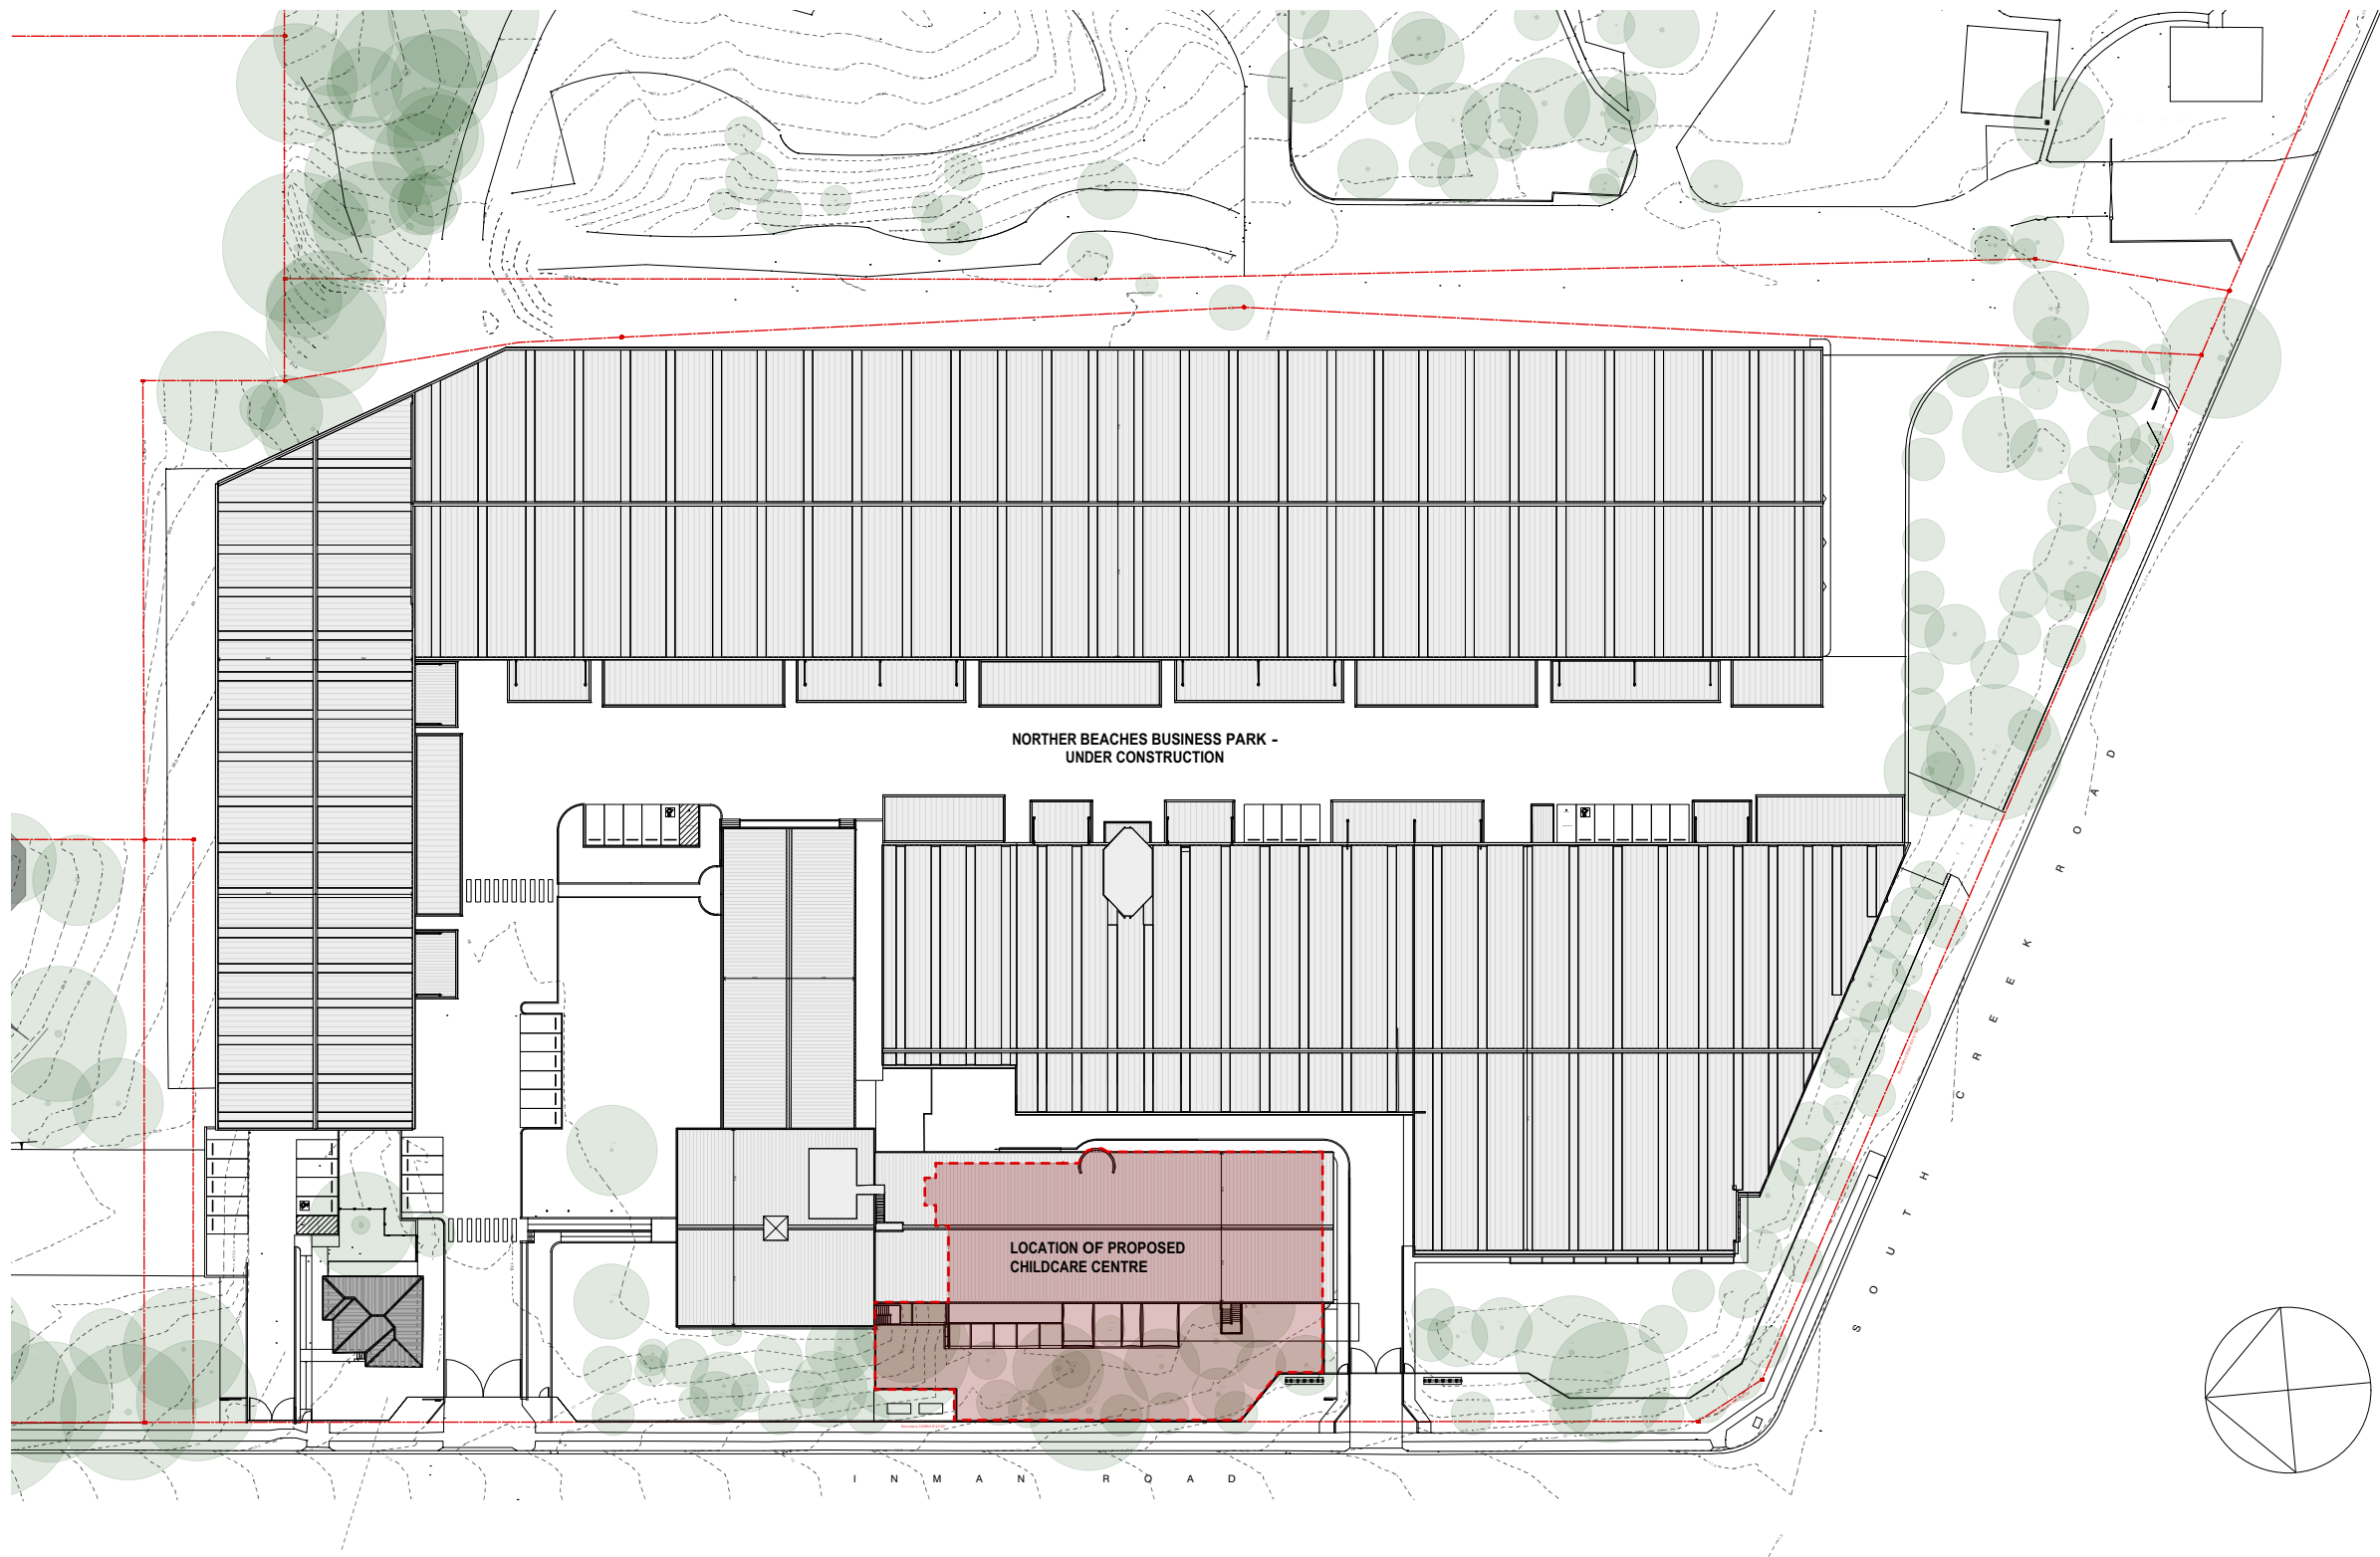 NORTHER BEACHES BUSINESS PARK -
UNDER CONSTRUCTION
LOCATION OF PROPOSED
CHILDCARE CENTRE
SOUTH CREEK ROAD
INMAN ROAD